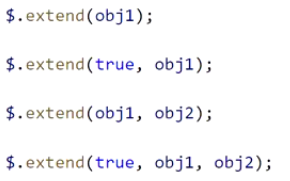 $.extend(obj1);
$.extend(true, obj1);
$.extend(obj1, obj2);
$.extend(true, obj1, obj2);